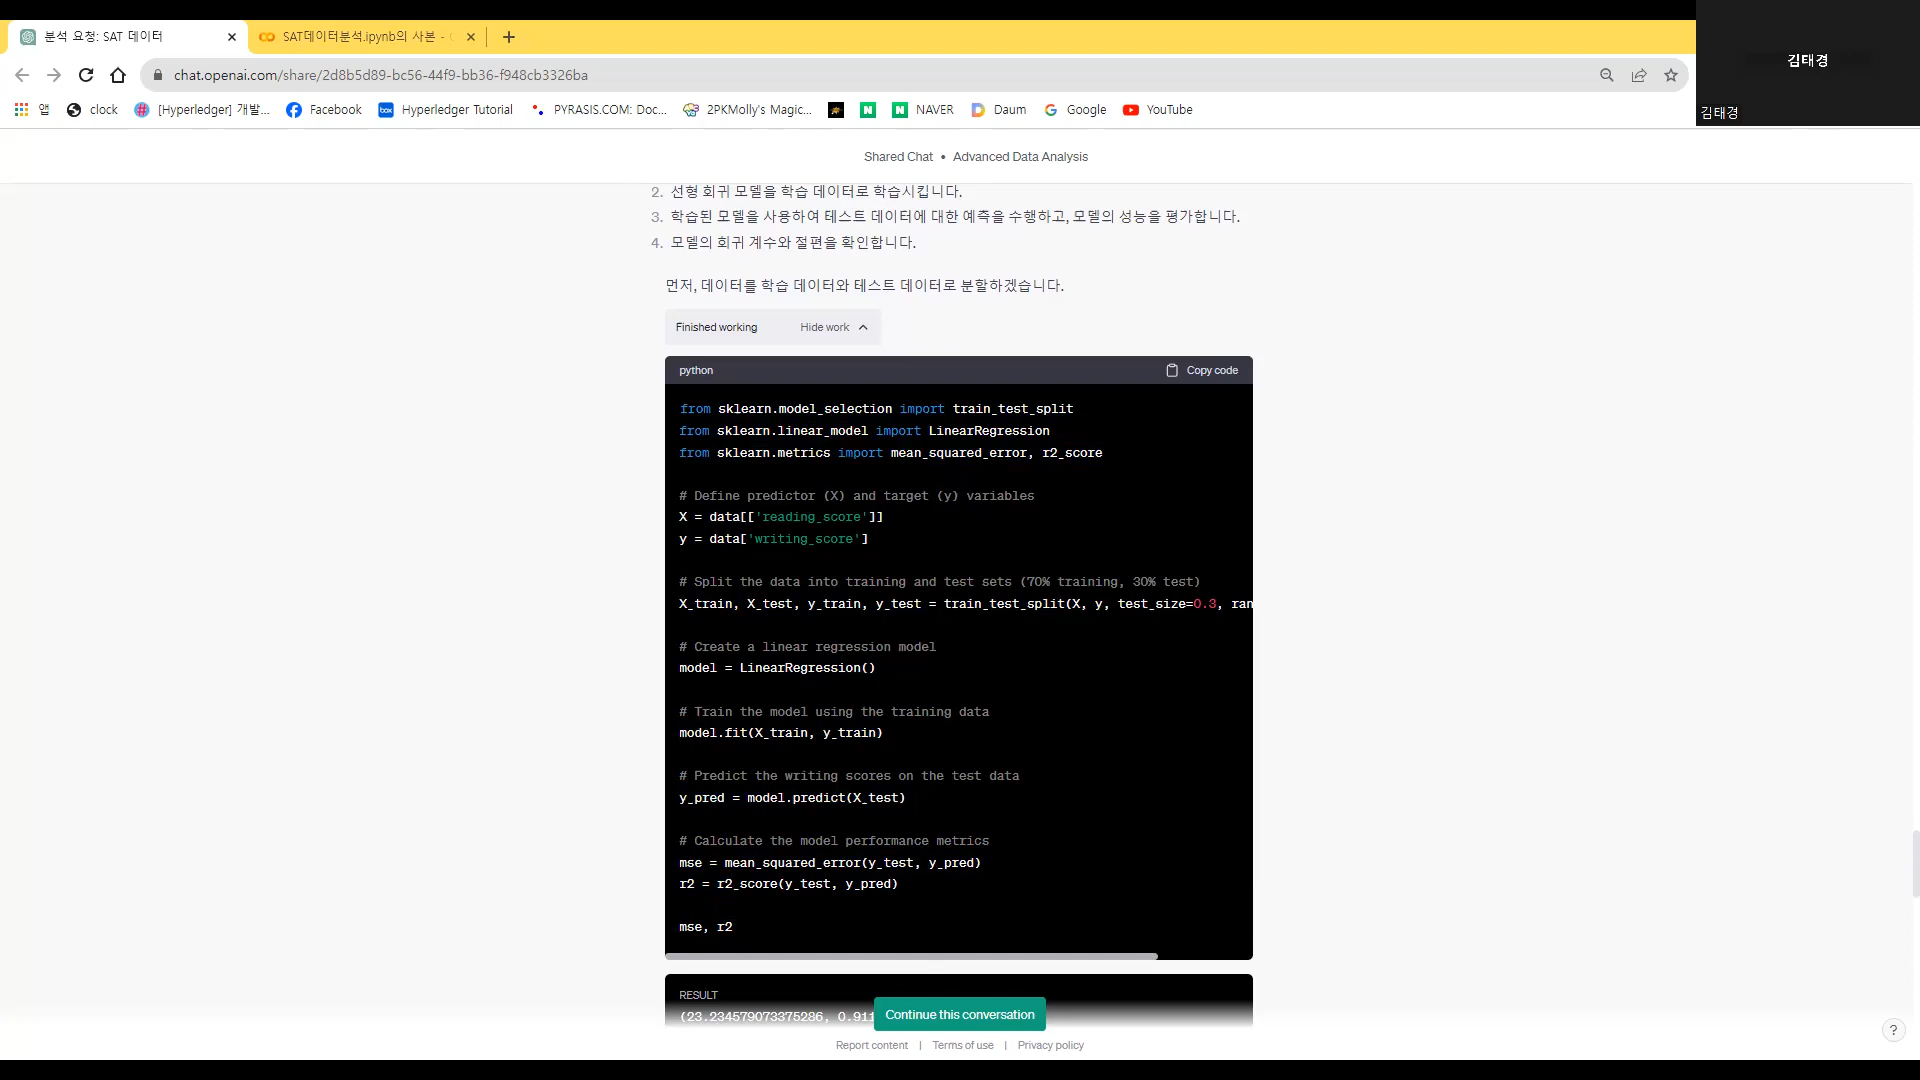 분석 요청: SAT 데이터
SAT데이터분석.ipynb의 사본 -
김태경
chat.openai.com/share/2d8b5d89-bc56-44f9-bb36-f948cb3326ba
앱 clock [Hyperledger] 개발... Facebook Hyperledger Tutorial PYRASIS.COM: Doc... 2PKMolly's Magic... NAVER Daum Google YouTube
김태경
Shared Chat • Advanced Data Analysis
2. 선형 회귀 모델을 학습 데이터로 학습시킵니다.
3. 학습된 모델을 사용하여 테스트 데이터에 대한 예측을 수행하고, 모델의 성능을 평가합니다.
4. 모델의 회귀 계수와 절편을 확인합니다.
먼저, 데이터를 학습 데이터와 테스트 데이터로 분할하겠습니다.
Finished working Hide work
python Copy code
from sklearn.model_selection import train_test_split
from sklearn.linear_model import LinearRegression
from sklearn.metrics import mean_squared_error, r2_score
# Define predictor (X) and target (y) variables
X = data[['reading_score']]
y = data['writing_score']
# Split the data into training and test sets (70% training, 30% test)
X_train, X_test, y_train, y_test = train_test_split(X, y, test_size=0.3, ran
# Create a linear regression model
model = LinearRegression()
# Train the model using the training data
model.fit(X_train, y_train)
# Predict the writing scores on the test data
y_pred = model.predict(X_test)
# Calculate the model performance metrics
mse = mean_squared_error(y_test, y_pred)
r2 = r2_score(y_test, y_pred)
mse, r2
RESULT
(23.234579073375286, 0.911
Continue this conversation
Report content | Terms of use | Privacy policy
?